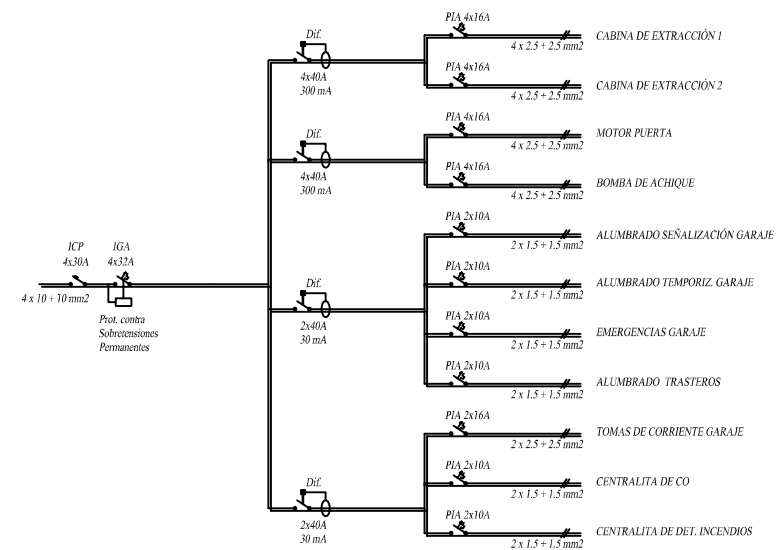 ICP
4x30A
IGA
4x32A
4 x 10 + 10 mm2
Prot. contra
Sobretensiones
Permanentes
Dif.
4x40A
300 mA
PIA 4x16A
4 x 2.5 + 2.5 mm2
CABINA DE EXTRACCIÓN 1
PIA 4x16A
4 x 2.5 + 2.5 mm2
CABINA DE EXTRACCIÓN 2
Dif.
4x40A
300 mA
PIA 4x16A
4 x 2.5 + 2.5 mm2
MOTOR PUERTA
PIA 4x16A
4 x 2.5 + 2.5 mm2
BOMBA DE ACHIQUE
Dif.
2x40A
30 mA
PIA 2x10A
2 x 1.5 + 1.5 mm2
ALUMBRADO SEÑALIZACIÓN GARAJE
PIA 2x10A
2 x 1.5 + 1.5 mm2
ALUMBRADO TEMPORIZ. GARAJE
PIA 2x10A
2 x 1.5 + 1.5 mm2
EMERGENCIAS GARAJE
PIA 2x10A
2 x 1.5 + 1.5 mm2
ALUMBRADO TRASTEROS
Dif.
2x40A
30 mA
PIA 2x16A
2 x 2.5 + 2.5 mm2
TOMAS DE CORRIENTE GARAJE
PIA 2x10A
2 x 1.5 + 1.5 mm2
CENTRALITA DE CO
PIA 2x10A
2 x 1.5 + 1.5 mm2
CENTRALITA DE DET. INCENDIOS